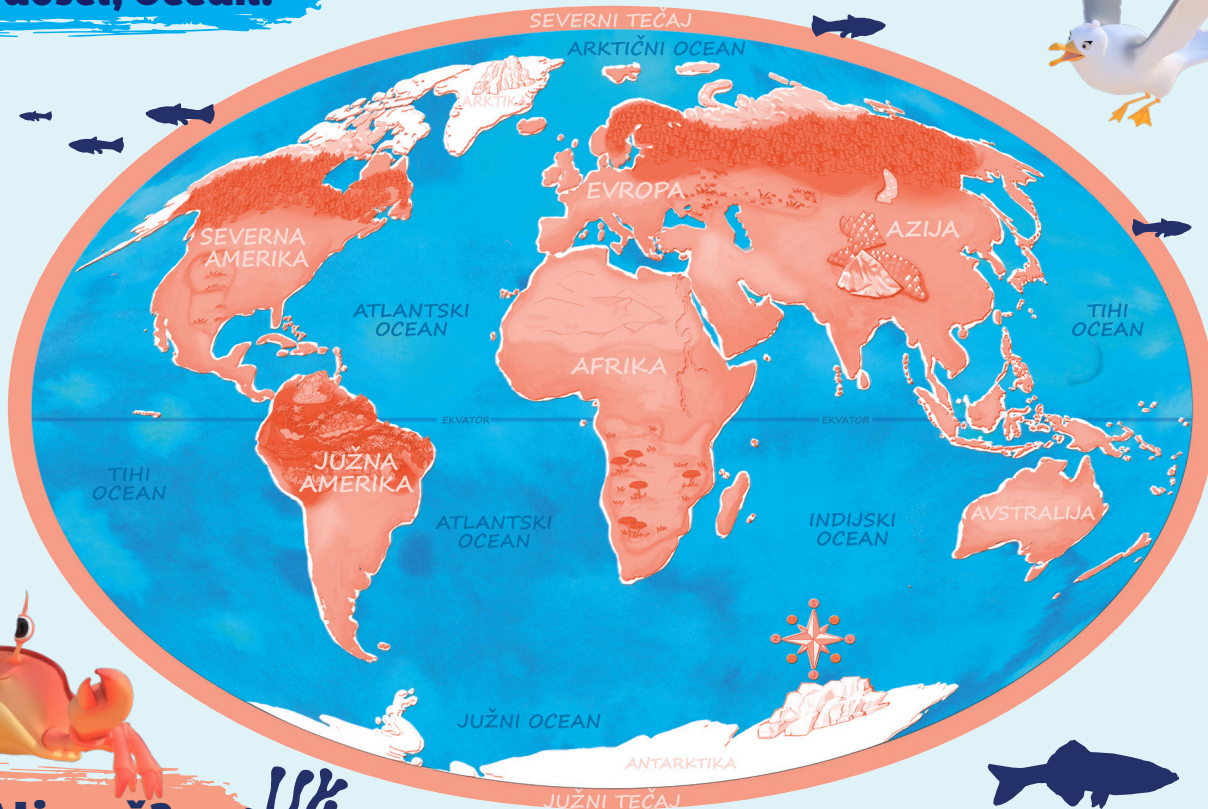 ocean!
SEVERNI TEČAJ
ARKTIČNI OCEAN
ARKTIKA
EVROPA
SEVERNA
AMERIKA
AZIJA
ATLANTSKI
OCEAN
TIHI
OCEAN
AFRIKA
EKVATOR
EKVATOR
JUŽNA
AMERIKA
TIHI
OCEAN
ATLANTSKI
OCEAN
INDIJSKI
OCEAN
AVSTRALIJA
JUŽNI OCEAN
ANTARKTIKA
JUŽNI TEČAJ